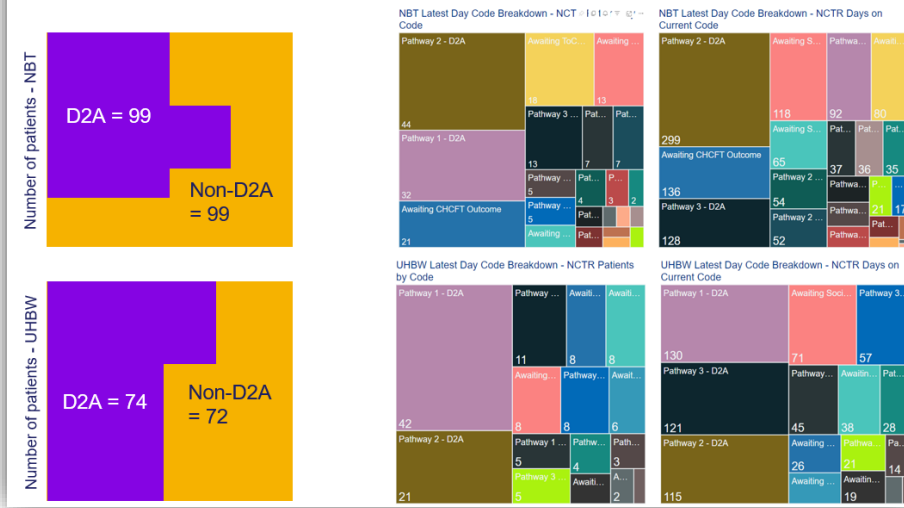 Number of patients - NBT
D2A = 99
Non-D2A
= 99
Number of patients - UHBW
D2A = 74
Non-D2A
= 72
NBT Latest Day Code Breakdown - NCT
Code
Pathway 2 - D2A
44
Pathway 1 - D2A
32
Awaiting CHCFT Outcome
21
Awaiting ToC...
18
Awaiting ...
13
Pathway 3 ...
13
Pat...
7
Pat...
7
Pathway ...
5
Pat...
4
P...
3
2
Pathway ...
5
Pat...
Awaiting ...
Pat...
NBT Latest Day Code Breakdown - NCTR Days on
Current Code
Pathway 2 - D2A
299
Awaiting CHCFT Outcome
136
Pathway 3 - D2A
128
Awaiting S...
118
Pathwa...
92
Awaiti...
80
Awaiting S...
65
Pat...
37
Pat...
36
Pat...
35
Pathway 2 ...
54
Pathwa...
P...
21
...
17
Pathway 2 ...
52
Pathwa...
Pat...
Pathwa...
UHBW Latest Day Code Breakdown - NCTR Patients
by Code
Pathway 1 - D2A
42
Pathway 2 - D2A
21
Pathway ...
11
Awaiti...
8
Awaiti...
8
Awaiting...
8
Pathway...
8
Await...
6
Pathway 1 ...
5
Pathw...
4
Path...
3
Pathway 3 ...
5
Awaiti...
A...
2
UHBW Latest Day Code Breakdown - NCTR Days on
Current Code
Pathway 1 - D2A
130
Pathway 3 - D2A
121
Pathway 2 - D2A
115
Awaiting Soci...
71
Pathway 3...
57
Pathway...
45
Awaitin...
38
Pat...
28
Awaiting ...
26
Pathwa...
21
Pa...
14
Awaiting ...
Awaitin...
19